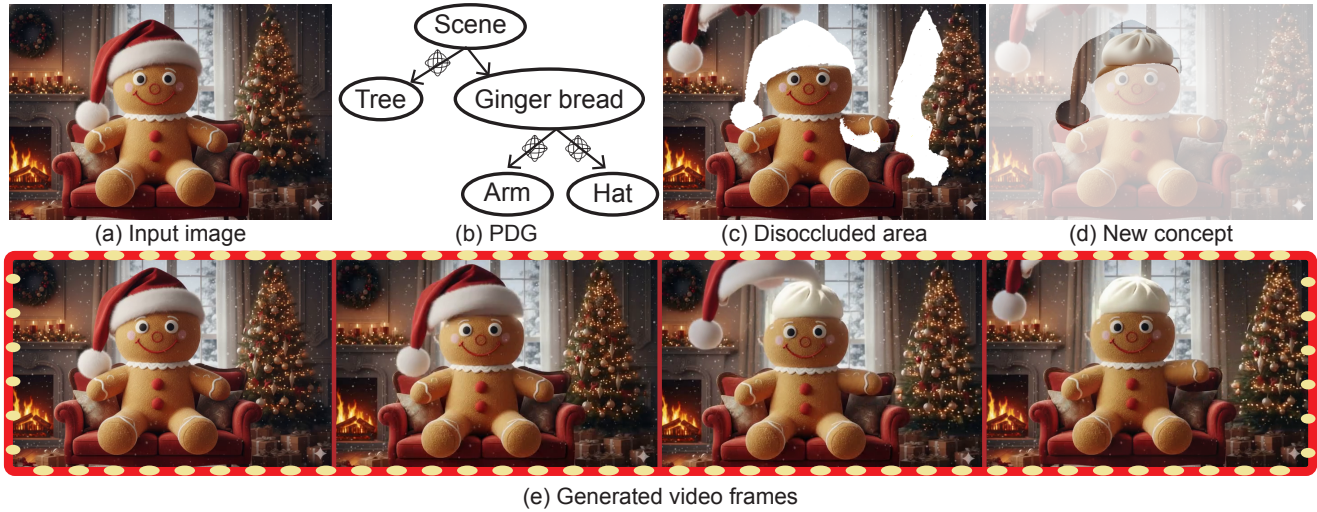 Scene
Tree
Ginger bread
Arm
Hat
(a) Input image
(b) PDG
(c) Disoccluded area
(d) New concept
(e) Generated video frames